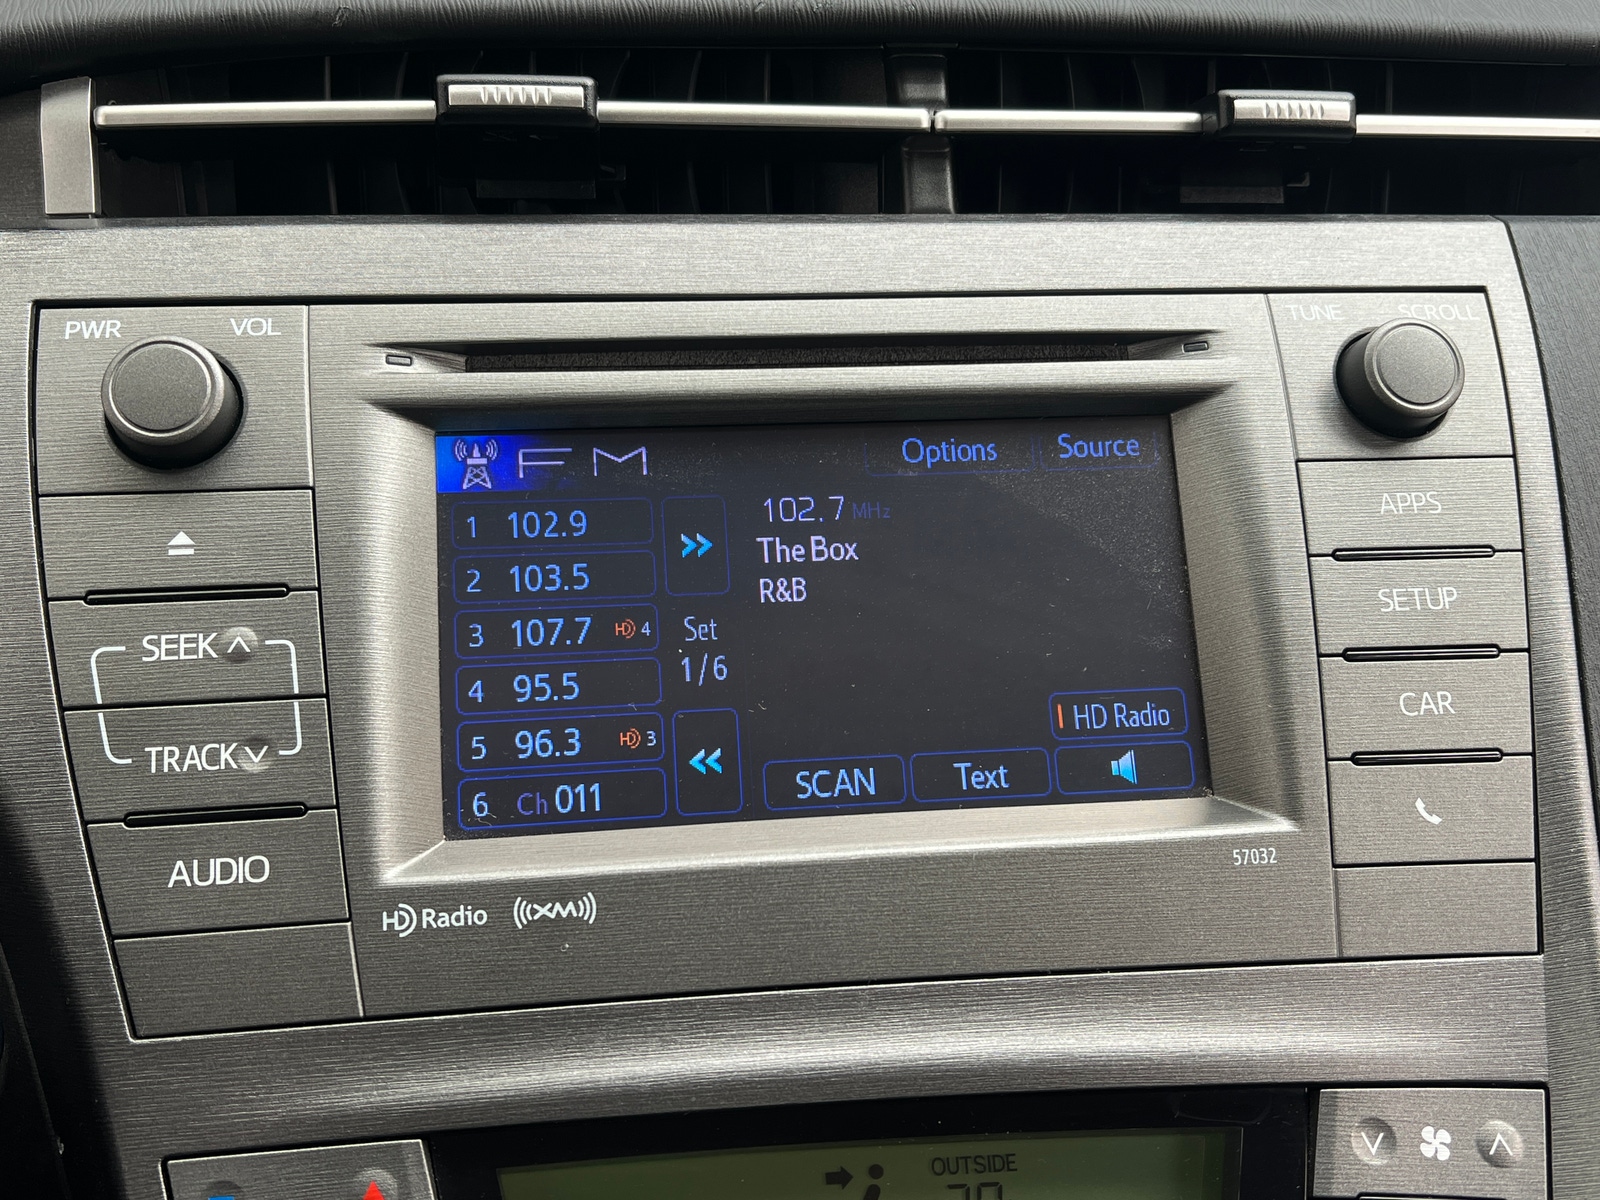 PWR VOL
TUNE SCROLL
FM
Options
Source
1 102.9
2 103.5
3 107.7 HD 4
4 95.5
5 96.3 HD 3
6 Ch 011
Set
1/6
102.7 MHz
The Box
R&B
HD Radio
SCAN
Text
SEEK
TRACK
AUDIO
APPS
SETUP
CAR
57032
HD Radio
XM
OUTSIDE